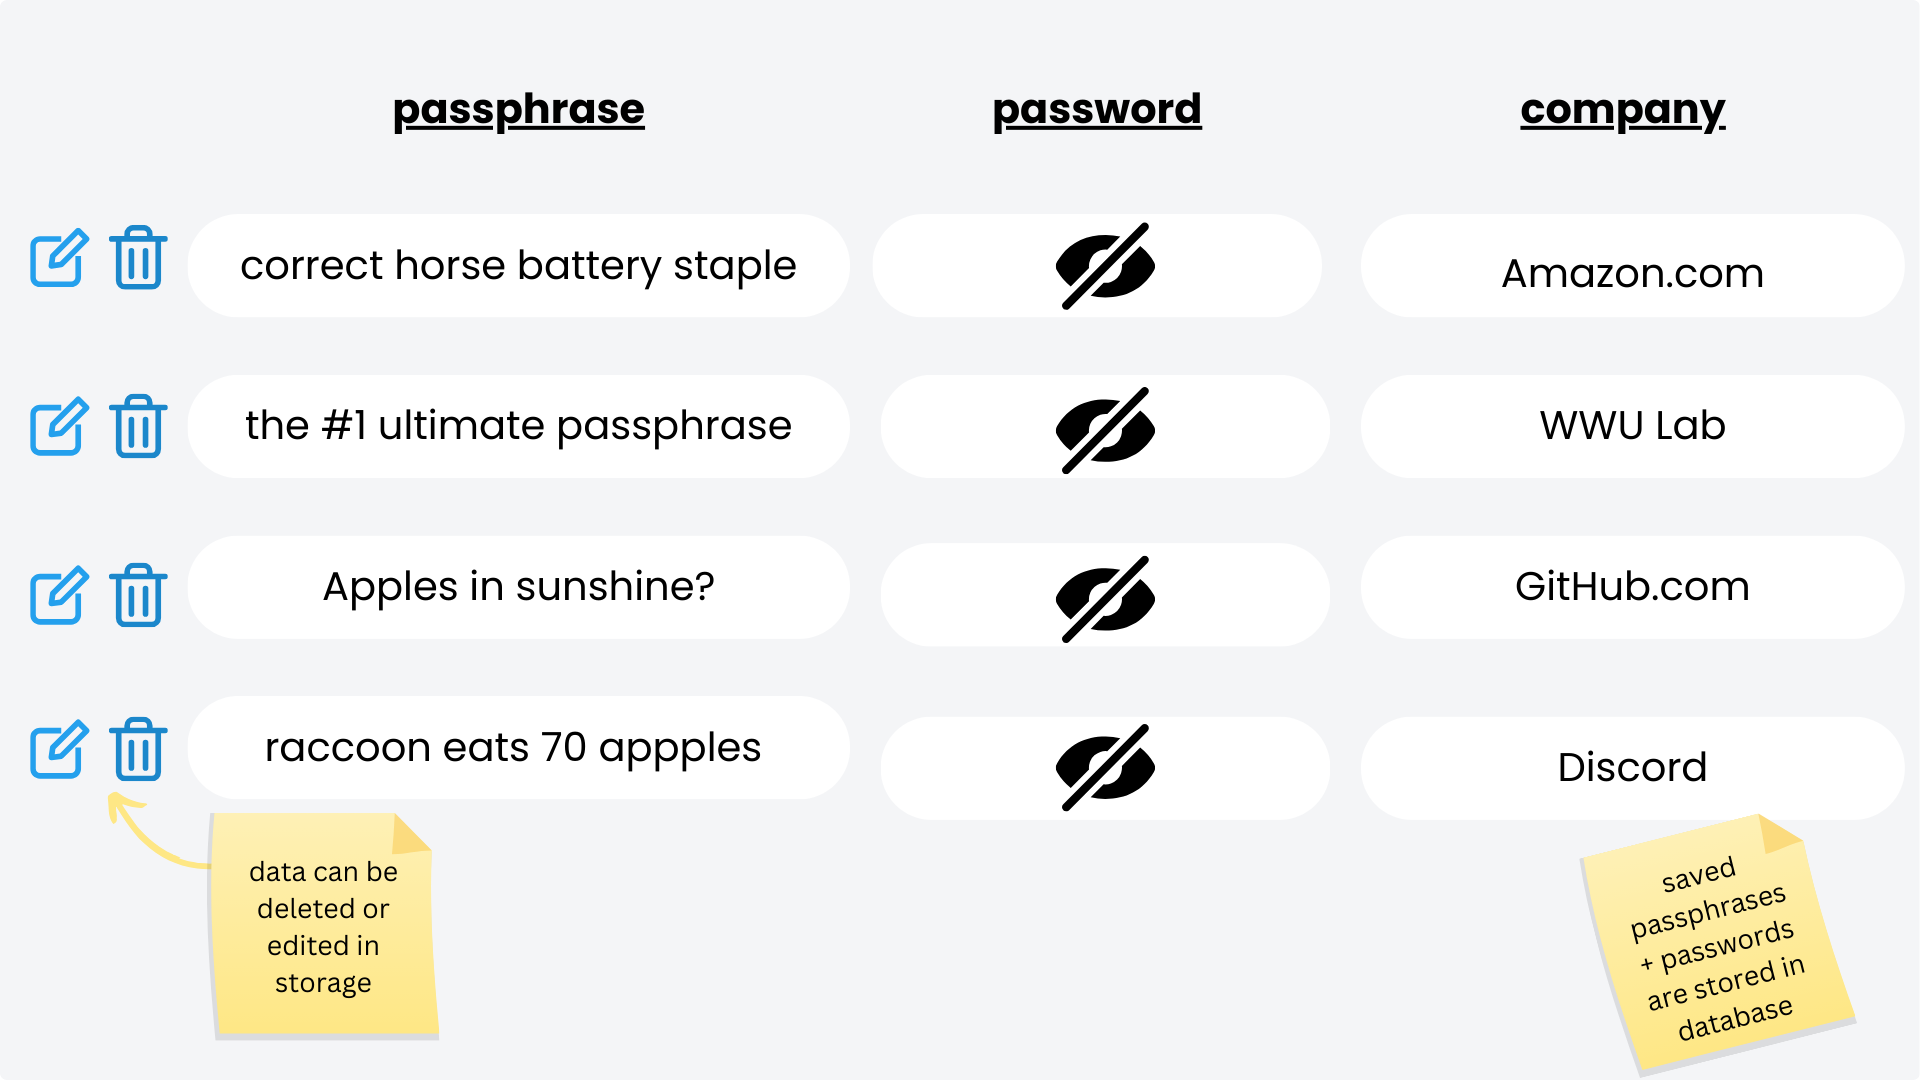 passphrase password company
correct horse battery staple Amazon.com
the #1 ultimate passphrase WWU Lab
Apples in sunshine? GitHub.com
raccoon eats 70 appples Discord
data can be
deleted or
edited in
storage
saved
passphrases
+ passwords
are stored in
database